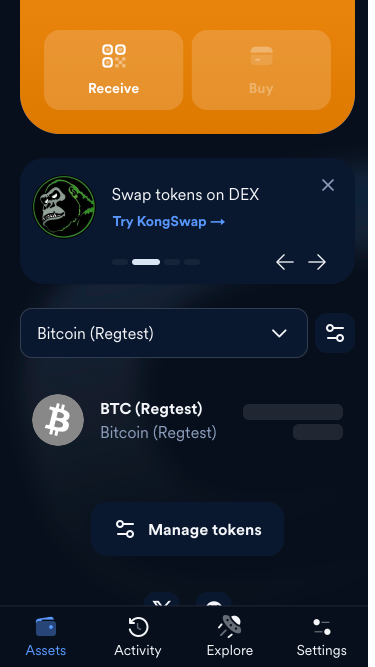 Receive
Buy
Swap tokens on DEX
Try KongSwap →
Bitcoin (Regtest)
BTC (Regtest)
Bitcoin (Regtest)
Manage tokens
Assets
Activity
Explore
Settings